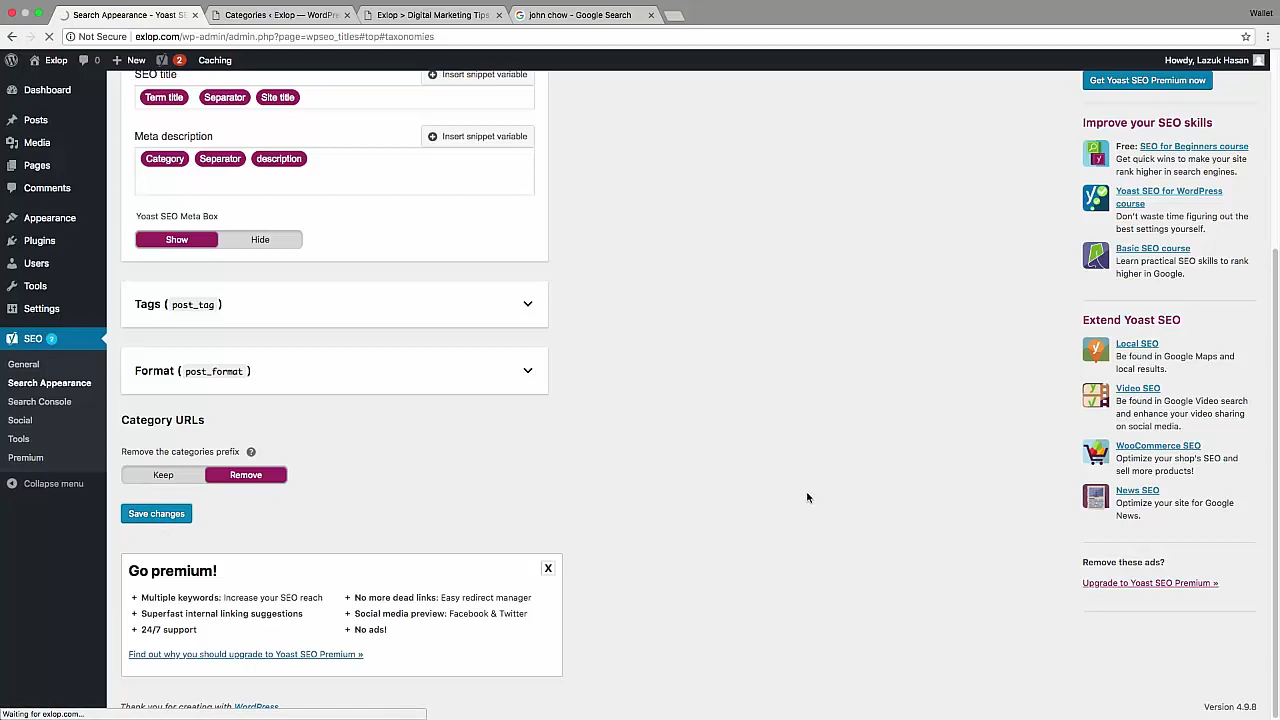 Wallet
Search Appearance - Yoast SE
Categories ‹ Exlop — WordPre
Exlop > Digital Marketing Tips
john chow - Google Search
Not Secure
exlop.com/wp-admin/admin.php?page=wpseo_titles#top#taxonomies
Exlop
0
New
2
Caching
Howdy, Lazuk Hasan
Dashboard
Posts
Media
Pages
Comments
Appearance
Plugins
Users
Tools
Settings
SEO ?
General
Search Appearance
Search Console
Social
Tools
Premium
Collapse menu
SEO title
Insert snippet variable
Term title
Separator
Site title
Meta description
Insert snippet variable
Category
Seperator
description
Yoast SEO Meta Box
Show
Hide
Tags ( post_tag )
Format ( post_format )
Category URLs
Remove the categories prefix ?
Keep
Remove
Save changes
Go premium!
X
+ Multiple keywords: Increase your SEO reach
+ No more dead links: Easy redirect manager
+ Superfast internal linking suggestions
+ Social media preview: Facebook & Twitter
+ 24/7 support
+ No ads!
Find out why you should upgrade to Yoast SEO Premium »
Thank you for creating with WordPress
Waiting for exlop.com...
Get Yoast SEO Premium now
Improve your SEO skills
Free: SEO for Beginners course
Get quick wins to make your site
rank higher in search engines.
Yoast SEO for WordPress
course
Don't waste time figuring out the
best settings yourself.
Basic SEO course
Learn practical SEO skills to rank
higher in Google.
Extend Yoast SEO
Local SEO
Be found in Google Maps and
local results.
Video SEO
Be found in Google Video search
and enhance your video sharing
on social media.
WooCommerce SEO
Optimize your shop's SEO and
sell more products!
News SEO
Optimize your site for Google
News.
Remove these ads?
Upgrade to Yoast SEO Premium »
Version 4.9.8